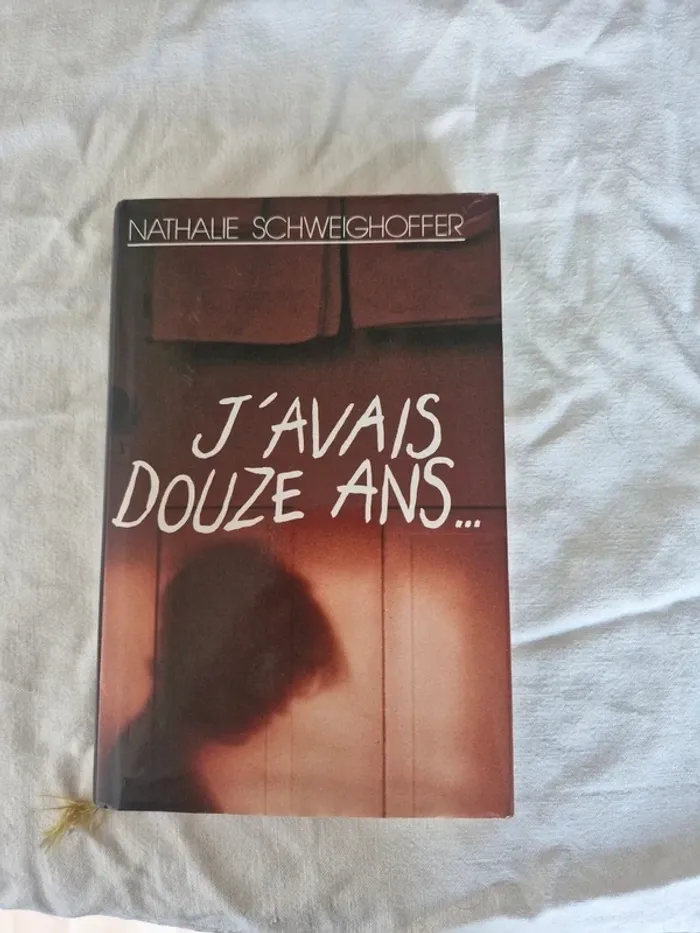 NATHALIE SCHWEIGHOFFER
J'AVAIS
DOUZE ANS...